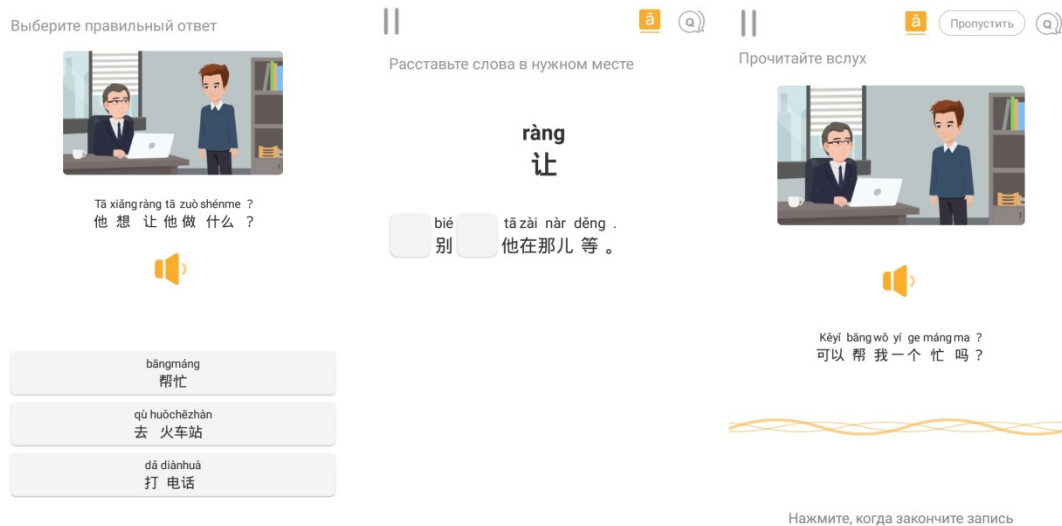 Выберите правильный ответ
Tā xiǎng ràng tā zuò shénme ?
他 想 让 他 做 什么 ？
bāngmáng
帮忙
qù huǒchēzhàn
去 火车站
dǎ diànhuà
打 电话
ā
Расставьте слова в нужном месте
ràng
让
bié tā zài nàr děng .
别 他在那儿 等 。
ā Пропустить
Прочитайте вслух
Kěyǐ bāng wǒ yí ge máng ma ?
可以 帮 我 一个 忙 吗 ？
Нажмите, когда закончите запись